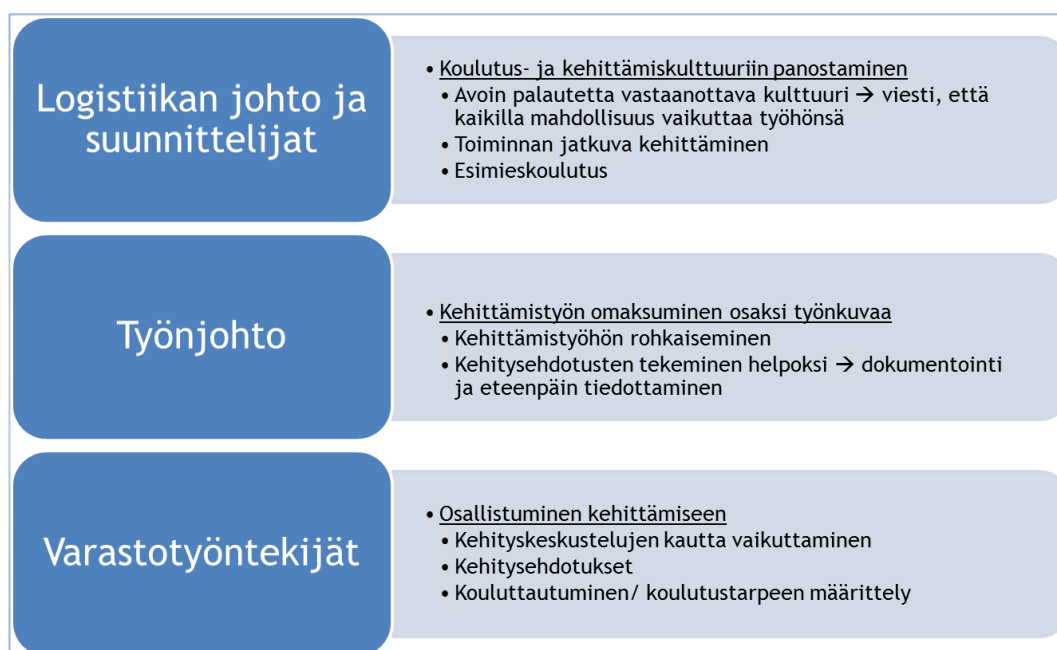 Logistiikan johto ja
suunnittelijat
• Koulutus- ja kehittämiskulttuuriin panostaminen
• Avoin palautetta vastaanottava kulttuuri → viesti, että
kaikilla mahdollisuus vaikuttaa työhönsä
• Toiminnan jatkuva kehittäminen
• Esimieskoulutus
Työnjohto
• Kehittämistyön omaksuminen osaksi työnkuvaa
• Kehittämistyöhön rohkaiseminen
• Kehitysehdotusten tekeminen helpoksi → dokumentointi
ja eteenpäin tiedottaminen
Varastotyöntekijät
• Osallistuminen kehittämiseen
• Kehityskeskustelujen kautta vaikuttaminen
• Kehitysehdotukset
• Kouluttautuminen/ koulutustarpeen määrittely